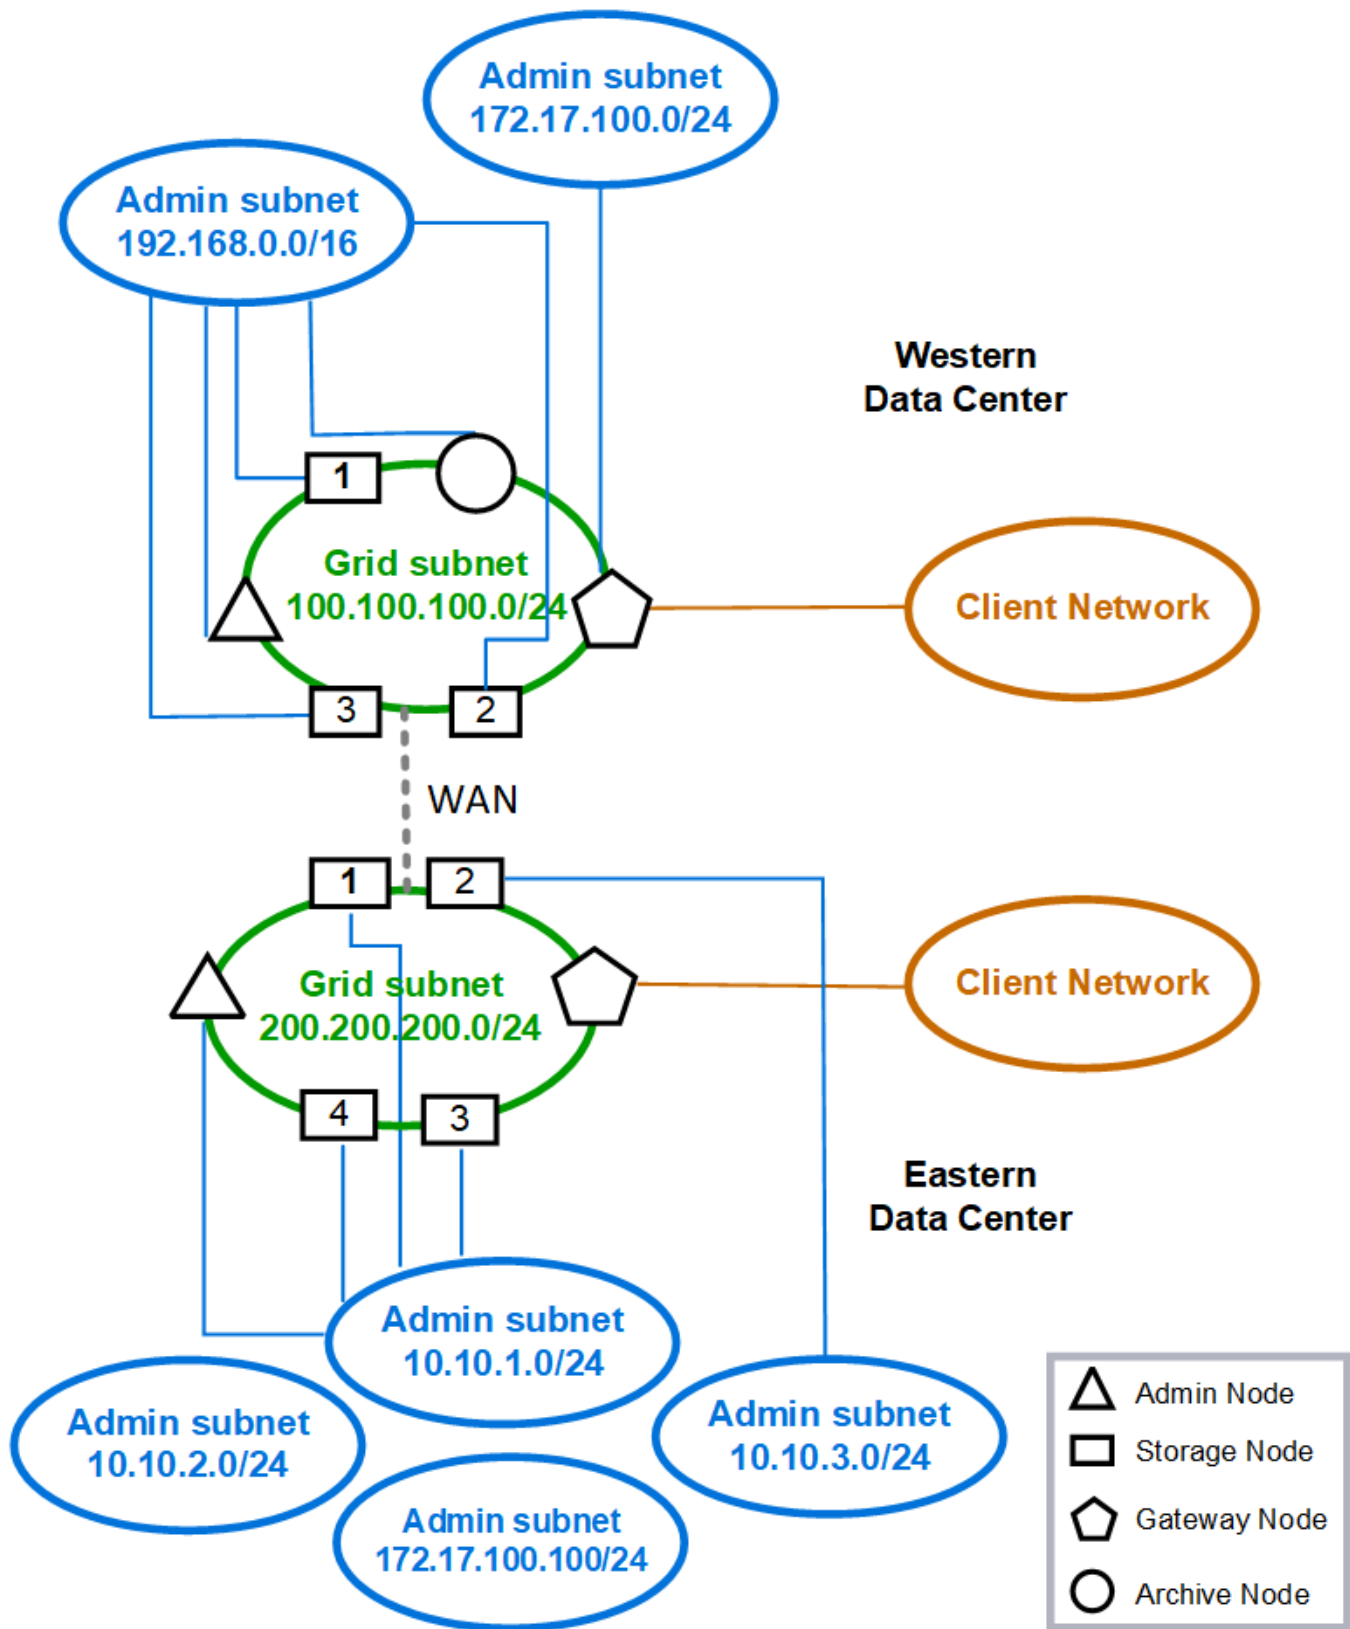 Admin subnet
172.17.100.0/24
Admin subnet
192.168.0.0/16
Western
Data Center
1
Grid subnet
100.100.100.0/24
Client Network
3
2
WAN
1
2
Grid subnet
200.200.200.0/24
Client Network
4
3
Eastern
Data Center
Admin subnet
10.10.1.0/24
Admin subnet
10.10.2.0/24
Admin subnet
10.10.3.0/24
Admin subnet
172.17.100.100/24
Admin Node
Storage Node
Gateway Node
Archive Node